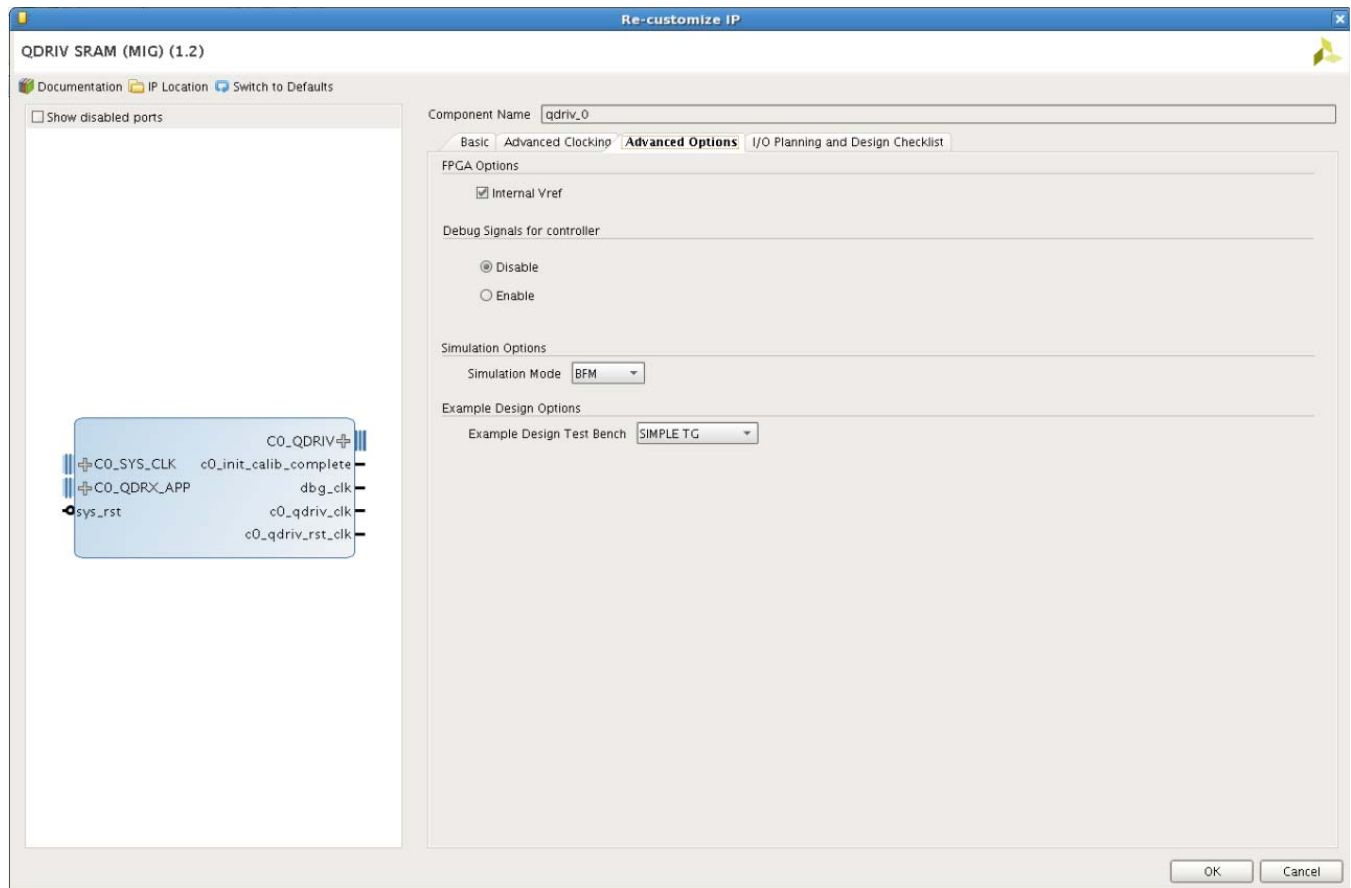 Re-customize IP
QDRIV SRAM (MIG) (1.2)
Documentation IP Location Switch to Defaults
Show disabled ports
C0_QDRIV
C0_SYS_CLK c0_init_calib_complete
C0_QDRX_APP dbg_clk
sys_rst c0_qdriv_clk
c0_qdriv_rst_clk
Component Name qdriv_0
Basic Advanced Clocking Advanced Options I/O Planning and Design Checklist
FPGA Options
Internal Vref
Debug Signals for controller
Disable
Enable
Simulation Options
Simulation Mode BFM
Example Design Options
Example Design Test Bench SIMPLE TG
OK Cancel